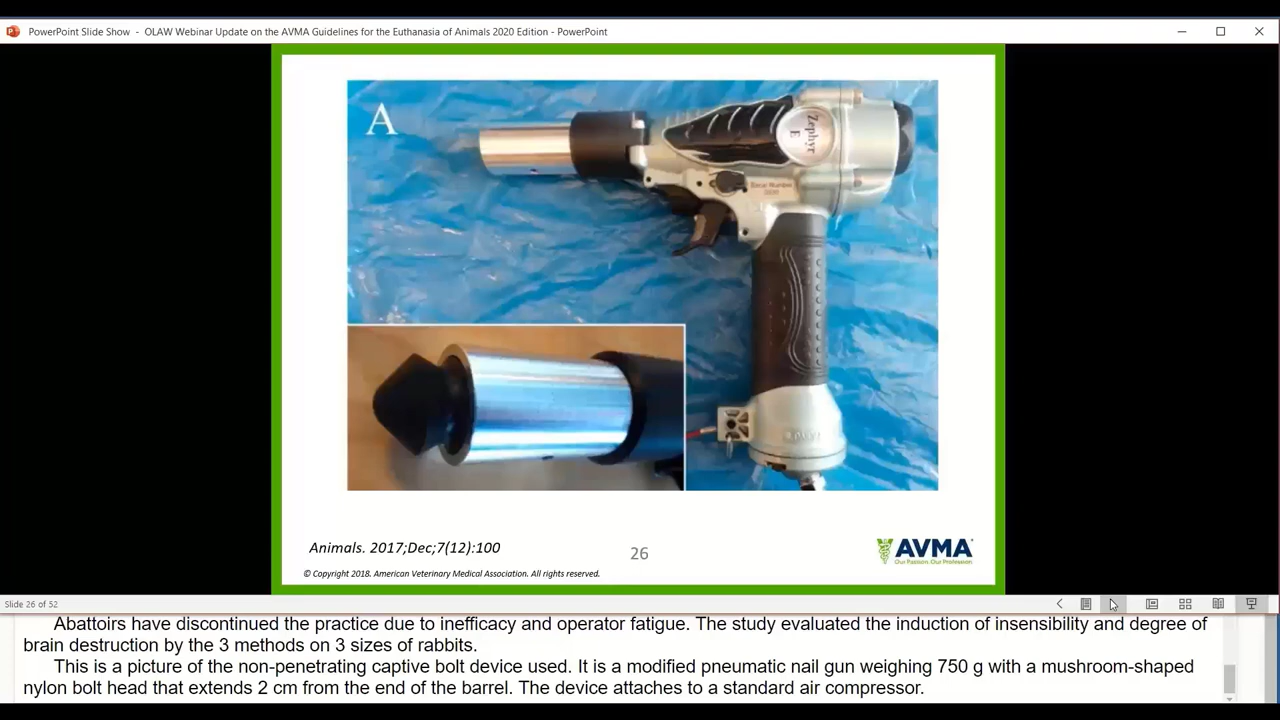 PowerPoint Slide Show - OLAW Webinar Update on the AVMA Guidelines for the Euthanasia of Animals 2020 Edition - PowerPoint
A
Zephyr
E
Serial Number
Animals. 2017;Dec;7(12):100
26
AVMA
Our Passion. Our Profession.
© Copyright 2018. American Veterinary Medical Association. All rights reserved.
Slide 26 of 52
Abattoirs have discontinued the practice due to inefficacy and operator fatigue. The study evaluated the induction of insensibility and degree of
brain destruction by the 3 methods on 3 sizes of rabbits.
This is a picture of the non-penetrating captive bolt device used. It is a modified pneumatic nail gun weighing 750 g with a mushroom-shaped
nylon bolt head that extends 2 cm from the end of the barrel. The device attaches to a standard air compressor.